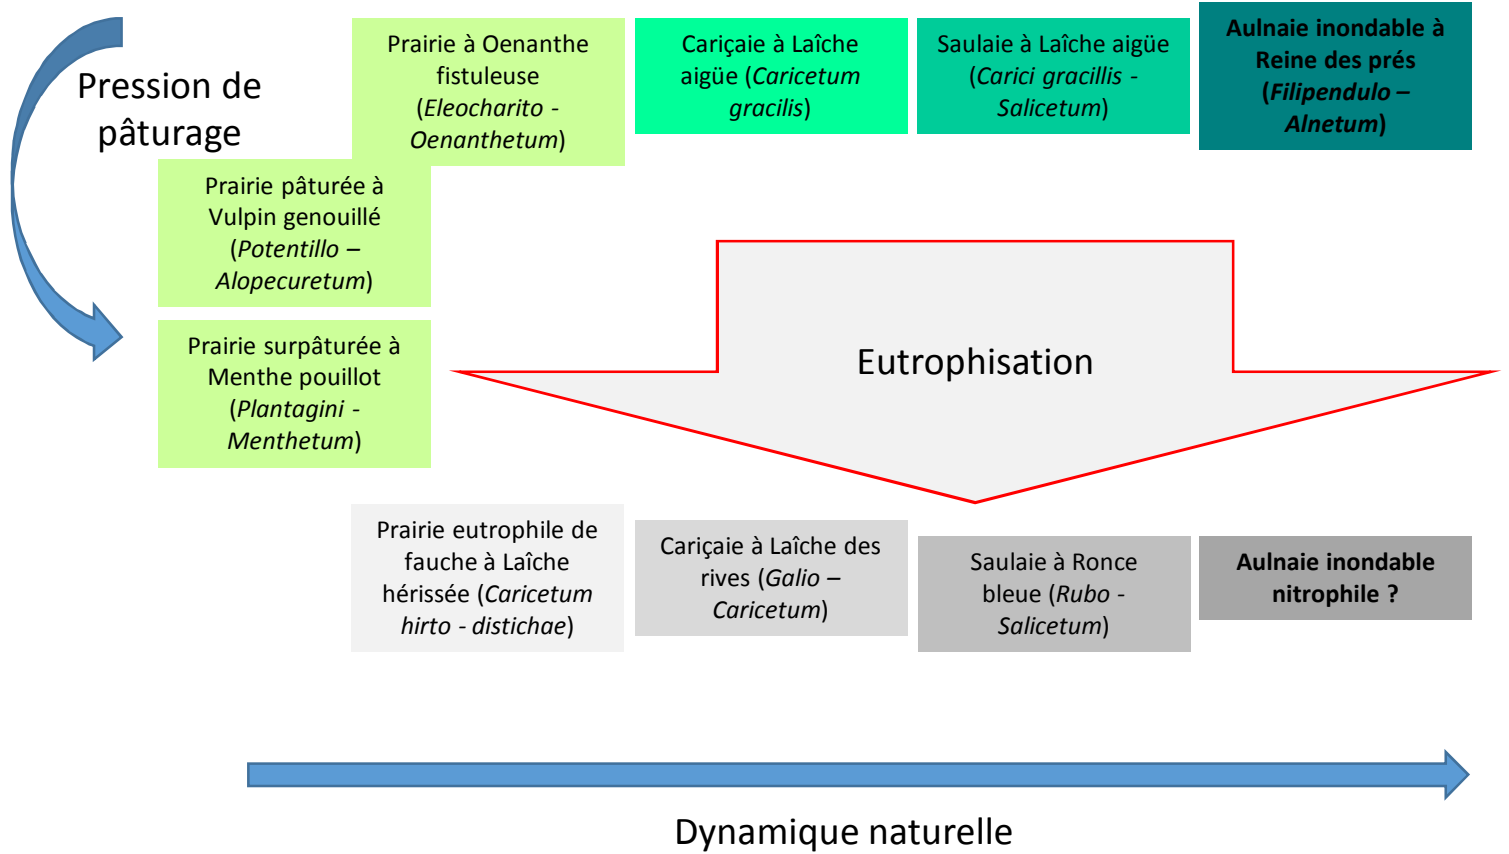 Pression de
pâturage
Prairie à Oenanthe
fistuleuse
(Eleocharito -
Oenanthetum)
Cariçaie à Laîche
aigüe (Caricetum
gracilis)
Saulaie à Laîche aigüe
(Carici gracillis -
Salicetum)
Aulnaie inondable à
Reine des prés
(Filipendulo –
Alnetum)
Prairie pâturée à
Vulpin genouillé
(Potentillo –
Alopecuretum)
Prairie surpâturée à
Menthe pouillot
(Plantagini -
Menthetum)
Eutrophisation
Prairie eutrophile de
fauche à Laîche
hérissée (Caricetum
hirto - distichae)
Cariçaie à Laîche des
rives (Galio –
Caricetum)
Saulaie à Ronce
bleue (Rubo -
Salicetum)
Aulnaie inondable
nitrophile ?
Dynamique naturelle